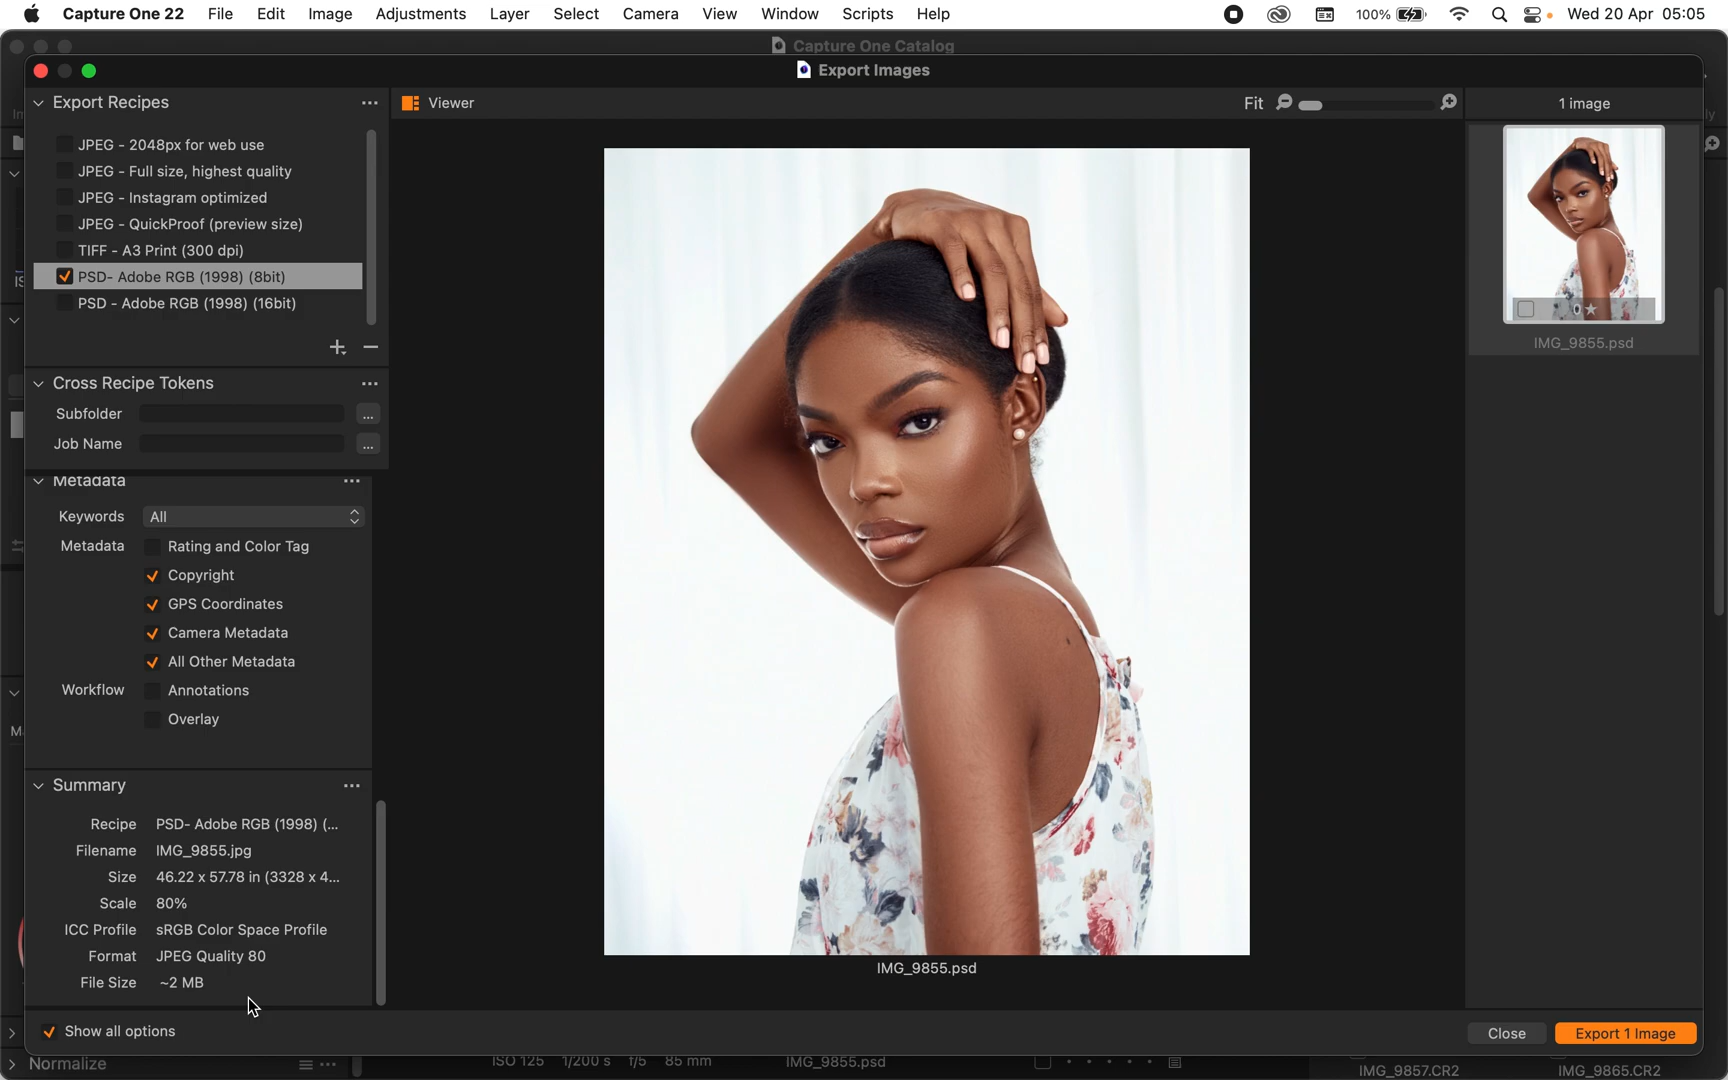 Capture One 22 File Edit Image Adjustments Layer Select Camera View Window Scripts Help 100% Wed 20 Apr 05:05
Capture One Catalog
Export Images
Export Recipes
Viewer
Fit
1 image
JPEG - 2048px for web use
JPEG - Full size, highest quality
JPEG - Instagram optimized
JPEG - QuickProof (preview size)
TIFF - A3 Print (300 dpi)
PSD- Adobe RGB (1998) (8bit)
PSD - Adobe RGB (1998) (16bit)
0★
IMG_9855.psd
Cross Recipe Tokens
Subfolder ...
Job Name ...
Metadata
Keywords All
Metadata Rating and Color Tag
Copyright
GPS Coordinates
Camera Metadata
All Other Metadata
Workflow Annotations
Overlay
Summary
Recipe PSD- Adobe RGB (1998) (...
Filename IMG_9855.jpg
Size 46.22 x 57.78 in (3328 x 4...
Scale 80%
ICC Profile sRGB Color Space Profile
Format JPEG Quality 80
File Size ~2 MB
IMG_9855.psd
Show all options
Close Export 1 Image
Normalize
ISO 125 1/200 s f/5 85 mm IMG_9855.psd
IMG_9857.CR2 IMG_9865.CR2